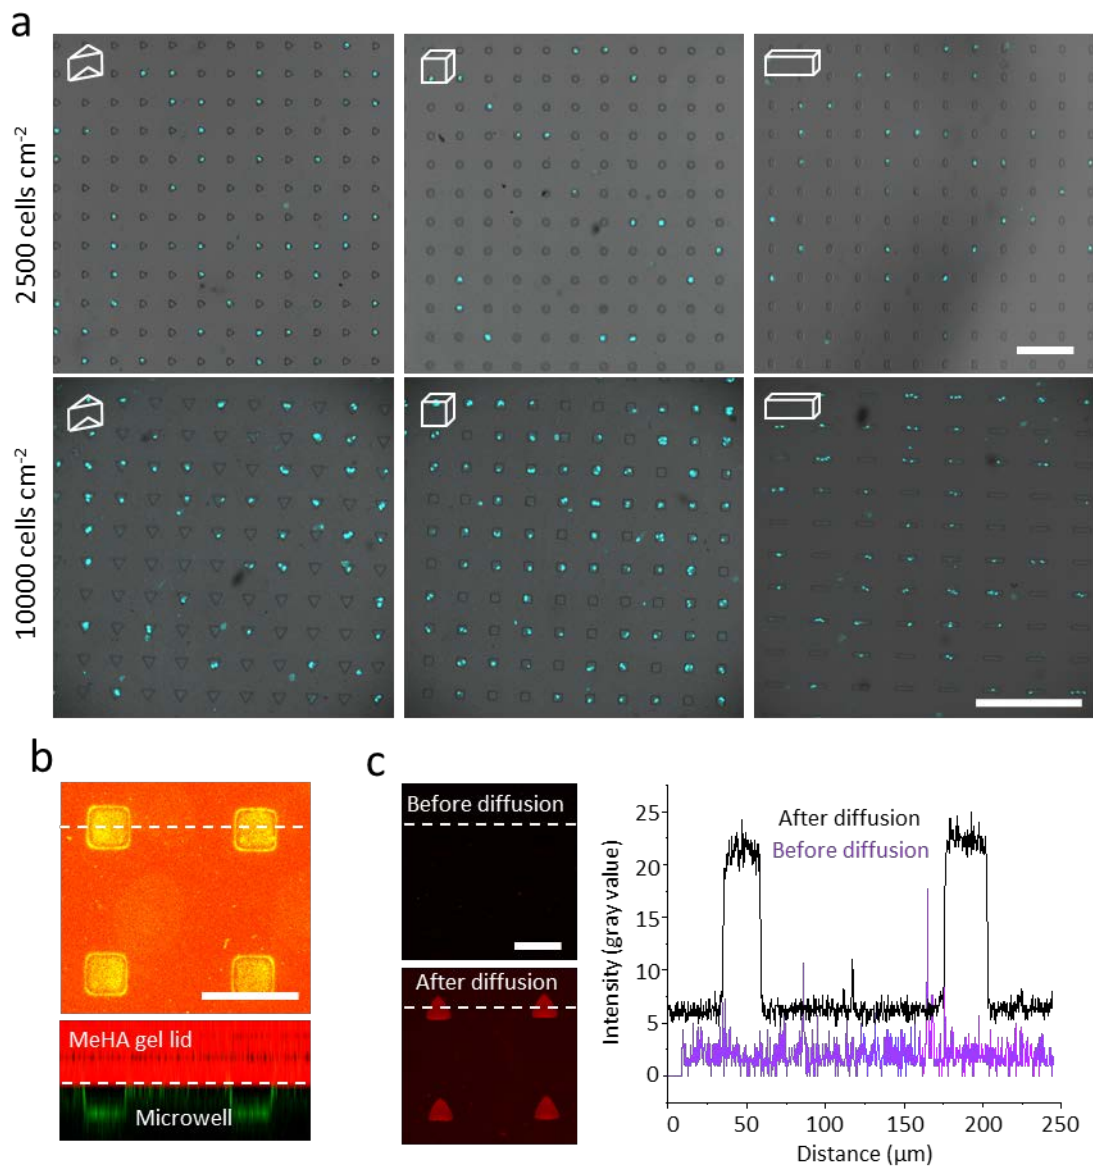 a
2500 cells cm⁻²
10000 cells cm⁻²
b
MeHA gel lid
Microwell
c
Before diffusion
After diffusion
After diffusion
Before diffusion
Intensity (gray value)
25
20
15
10
5
0
0 50 100 150 200 250
Distance (μm)